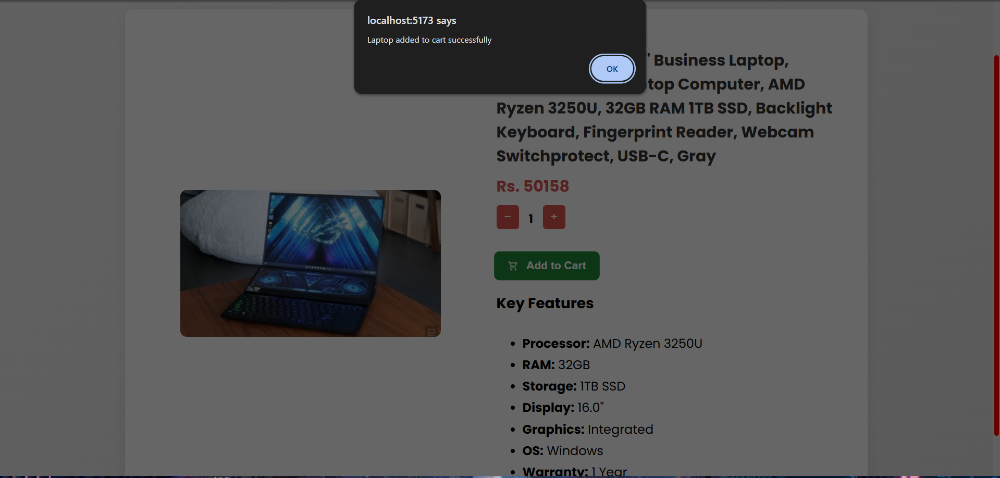 localhost:5173 says
Laptop added to cart successfully
OK
" Business Laptop,
top Computer, AMD
Ryzen 3250U, 32GB RAM 1TB SSD, Backlight
Keyboard, Fingerprint Reader, Webcam
Switchprotect, USB-C, Gray
Rs. 50158
− 1 +
Add to Cart
Key Features
• Processor: AMD Ryzen 3250U
• RAM: 32GB
• Storage: 1TB SSD
• Display: 16.0"
• Graphics: Integrated
• OS: Windows
• Warranty: 1 Year